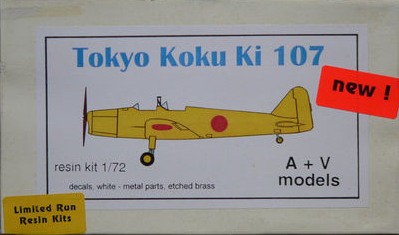 Tokyo Koku Ki 107
new !
resin kit 1/72
A + V
models
decals, white - metal parts, etched brass
Limited Run
Resin Kits